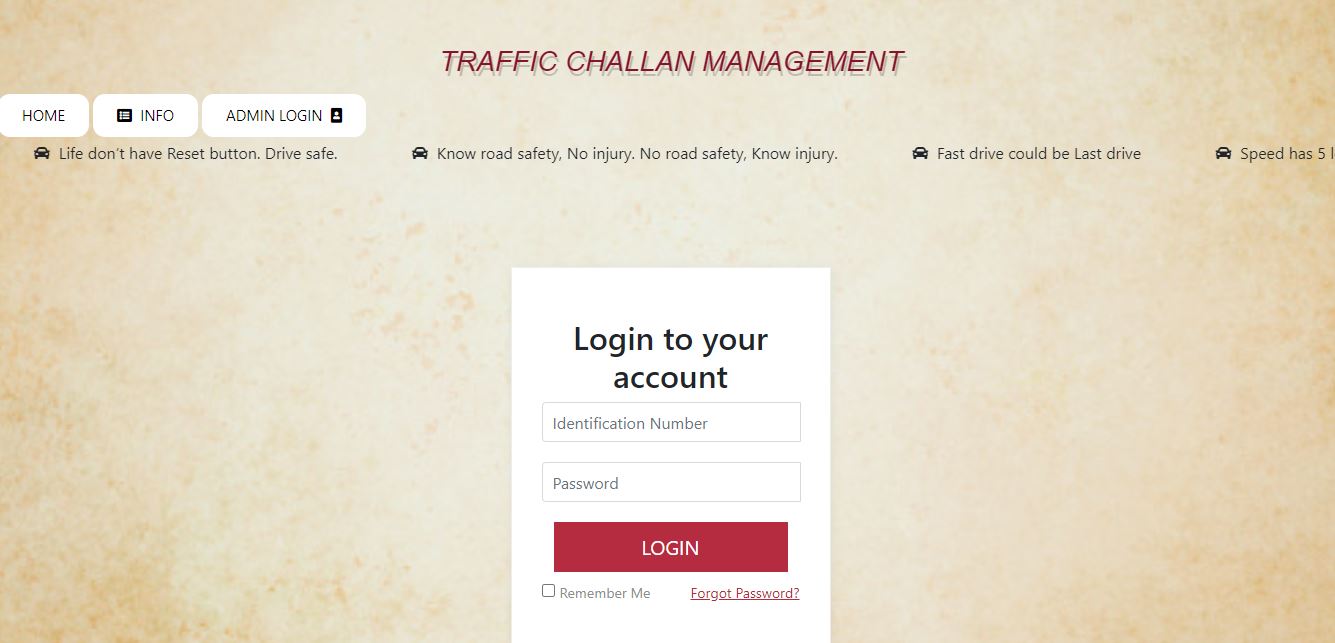 TRAFFIC CHALLAN MANAGEMENT
HOME INFO ADMIN LOGIN
Life don't have Reset button. Drive safe. Know road safety, No injury. No road safety, Know injury. Fast drive could be Last drive Speed has 5
Login to your
account
Identification Number
Password
LOGIN
Remember Me Forgot Password?